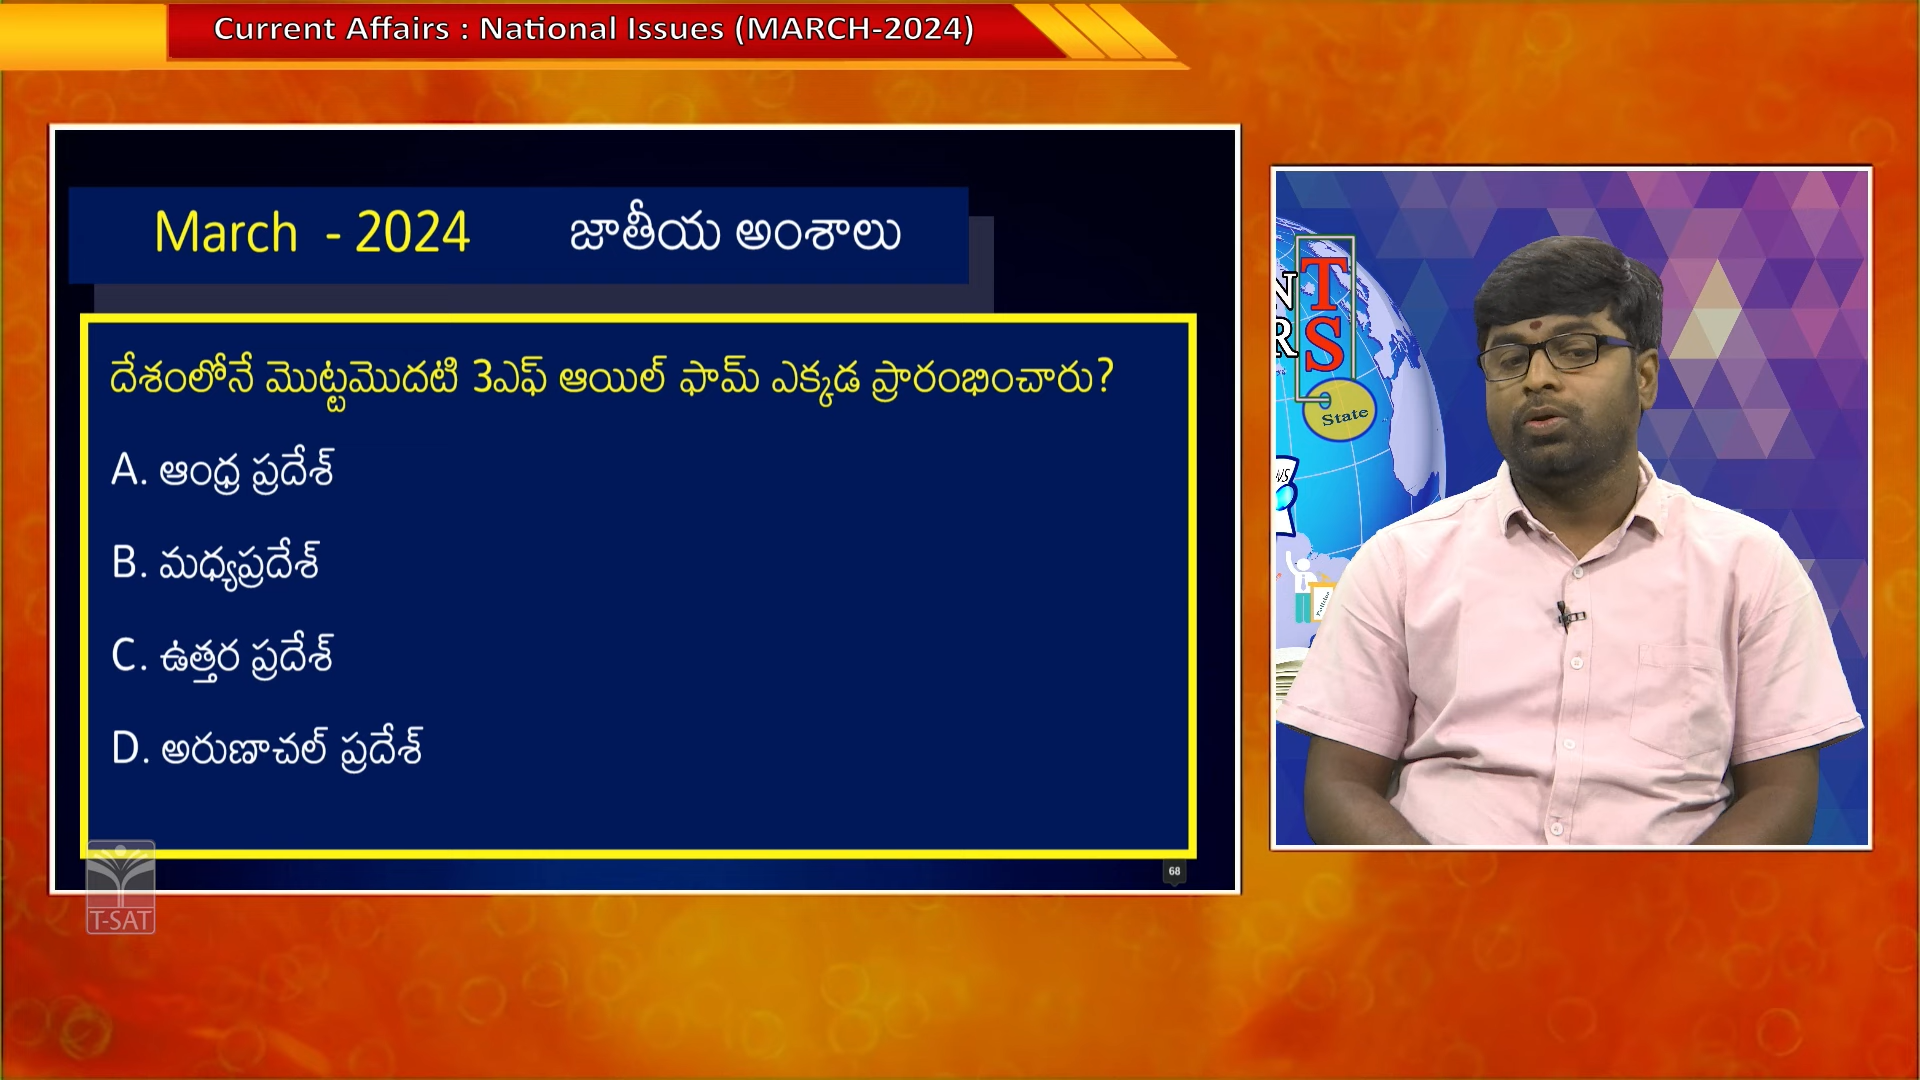 Current Affairs : National Issues (MARCH-2024)
March - 2024 జాతీయ అంశాలు
దేశంలోనే మొట్టమొదటి 3ఎఫ్ ఆయిల్ ఫామ్ ఎక్కడ ప్రారంభించారు?
A. ఆంధ్ర ప్రదేశ్
B. మధ్యప్రదేశ్
C. ఉత్తర ప్రదేశ్
D. అరుణాచల్ ప్రదేశ్
68
T-SAT
TS
State